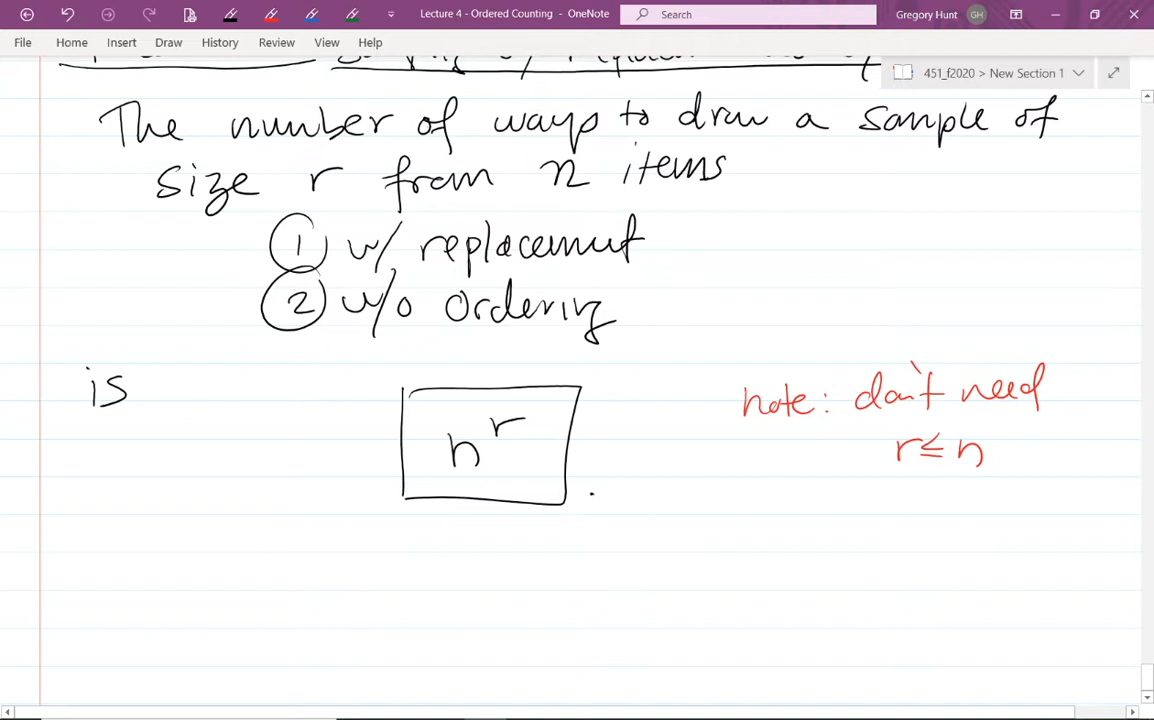 Lecture 4 - Ordered Counting - OneNote
Search
Gregory Hunt
GH
File Home Insert Draw History Review View Help
451_f2020 > New Section 1
The number of ways to draw a sample of
size r from n items
1 w/ replacement
2 w/o ordering
is
n^r .
note: don't need
r ≤ n